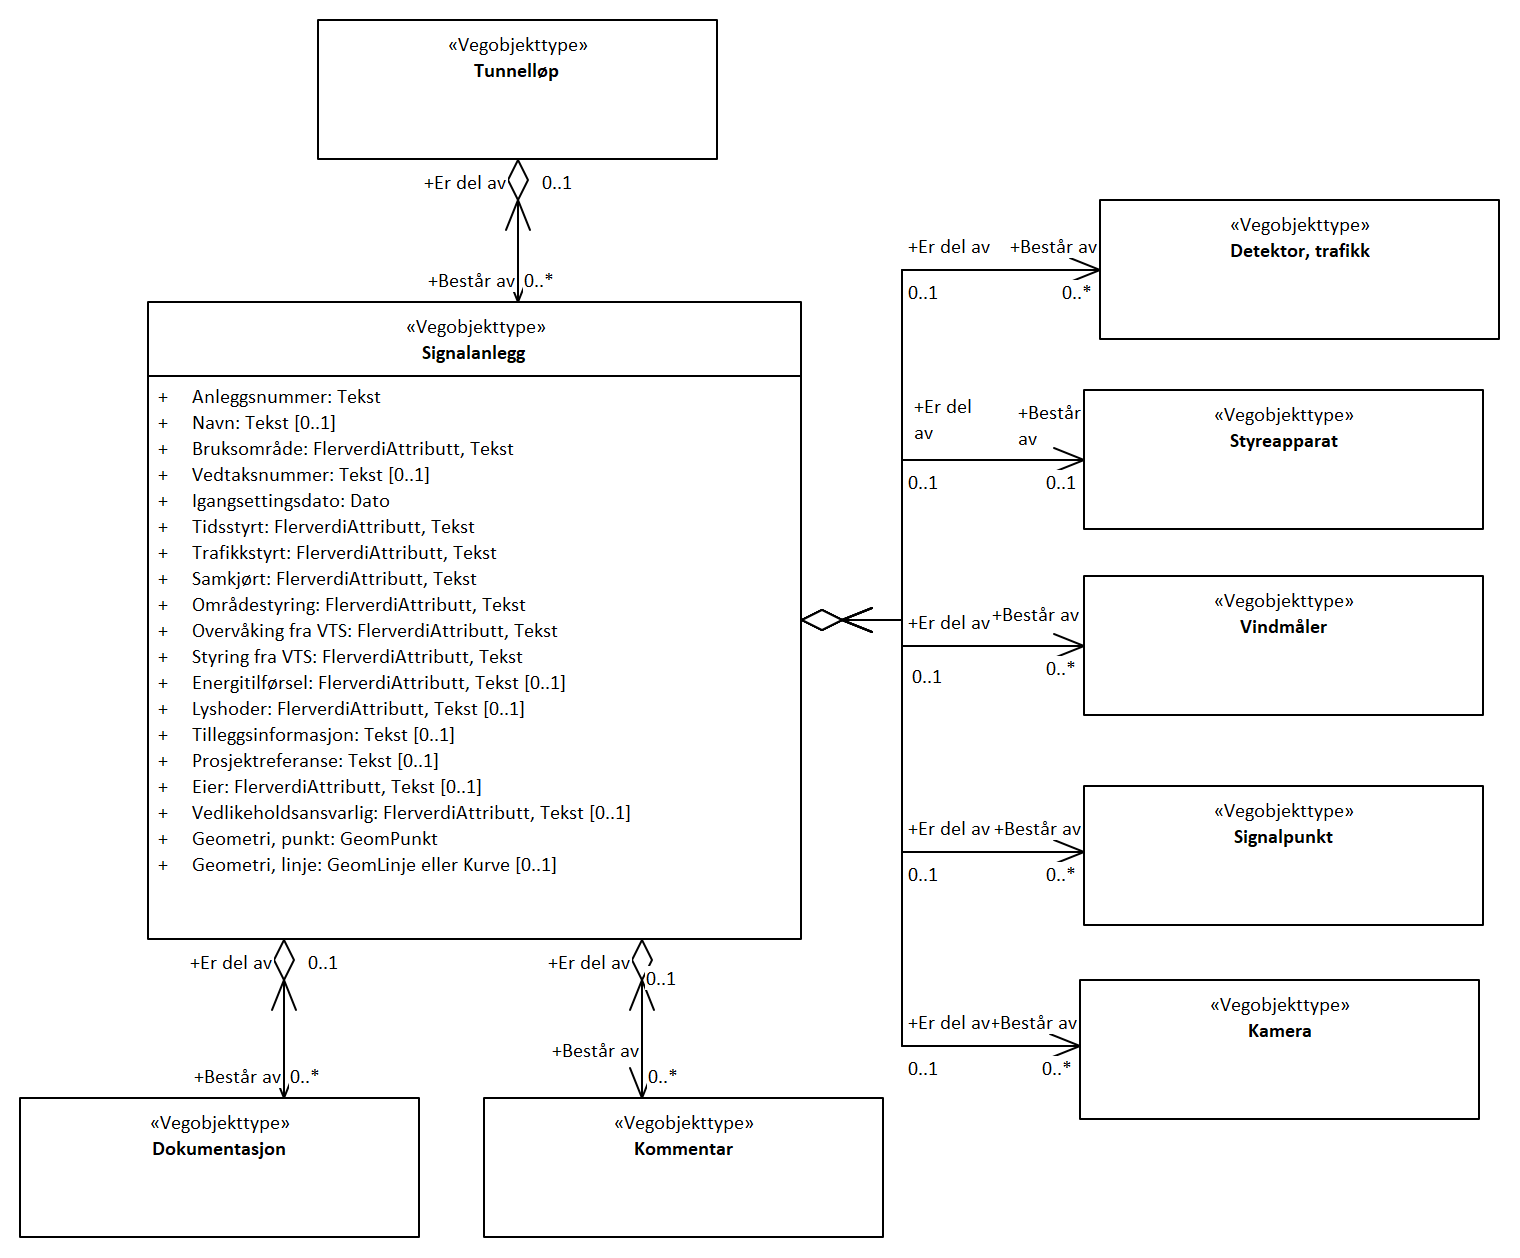 «Vegobjekttype»
Tunnelløp
+Er del av
0..1
+Består av
0..*
«Vegobjekttype»
Signalanlegg
+ Anleggsnummer: Tekst
+ Navn: Tekst [0..1]
+ Bruksområde: FlerverdiAttributt, Tekst
+ Vedtaksnummer: Tekst [0..1]
+ Igangsettingsdato: Dato
+ Tidsstyrt: FlerverdiAttributt, Tekst
+ Trafikkstyrt: FlerverdiAttributt, Tekst
+ Samkjørt: FlerverdiAttributt, Tekst
+ Områdestyring: FlerverdiAttributt, Tekst
+ Overvåking fra VTS: FlerverdiAttributt, Tekst
+ Styring fra VTS: FlerverdiAttributt, Tekst
+ Energitilførsel: FlerverdiAttributt, Tekst [0..1]
+ Lyshoder: FlerverdiAttributt, Tekst [0..1]
+ Tilleggsinformasjon: Tekst [0..1]
+ Prosjektreferanse: Tekst [0..1]
+ Eier: FlerverdiAttributt, Tekst [0..1]
+ Vedlikeholdsansvarlig: FlerverdiAttributt, Tekst [0..1]
+ Geometri, punkt: GeomPunkt
+ Geometri, linje: GeomLinje eller Kurve [0..1]
+Er del av
+Består av
0..1
0..*
«Vegobjekttype»
Detektor, trafikk
+Er del
av
+Består
av
0..1
0..1
«Vegobjekttype»
Styreapparat
+Er del av
+Består av
0..1
0..*
«Vegobjekttype»
Vindmåler
+Er del av
+Består av
0..1
0..*
«Vegobjekttype»
Signalpunkt
+Er del av
+Består av
0..1
0..*
«Vegobjekttype»
Kamera
+Er del av
0..1
+Består av
0..*
«Vegobjekttype»
Dokumentasjon
+Er del av
0..1
+Består av
0..*
«Vegobjekttype»
Kommentar